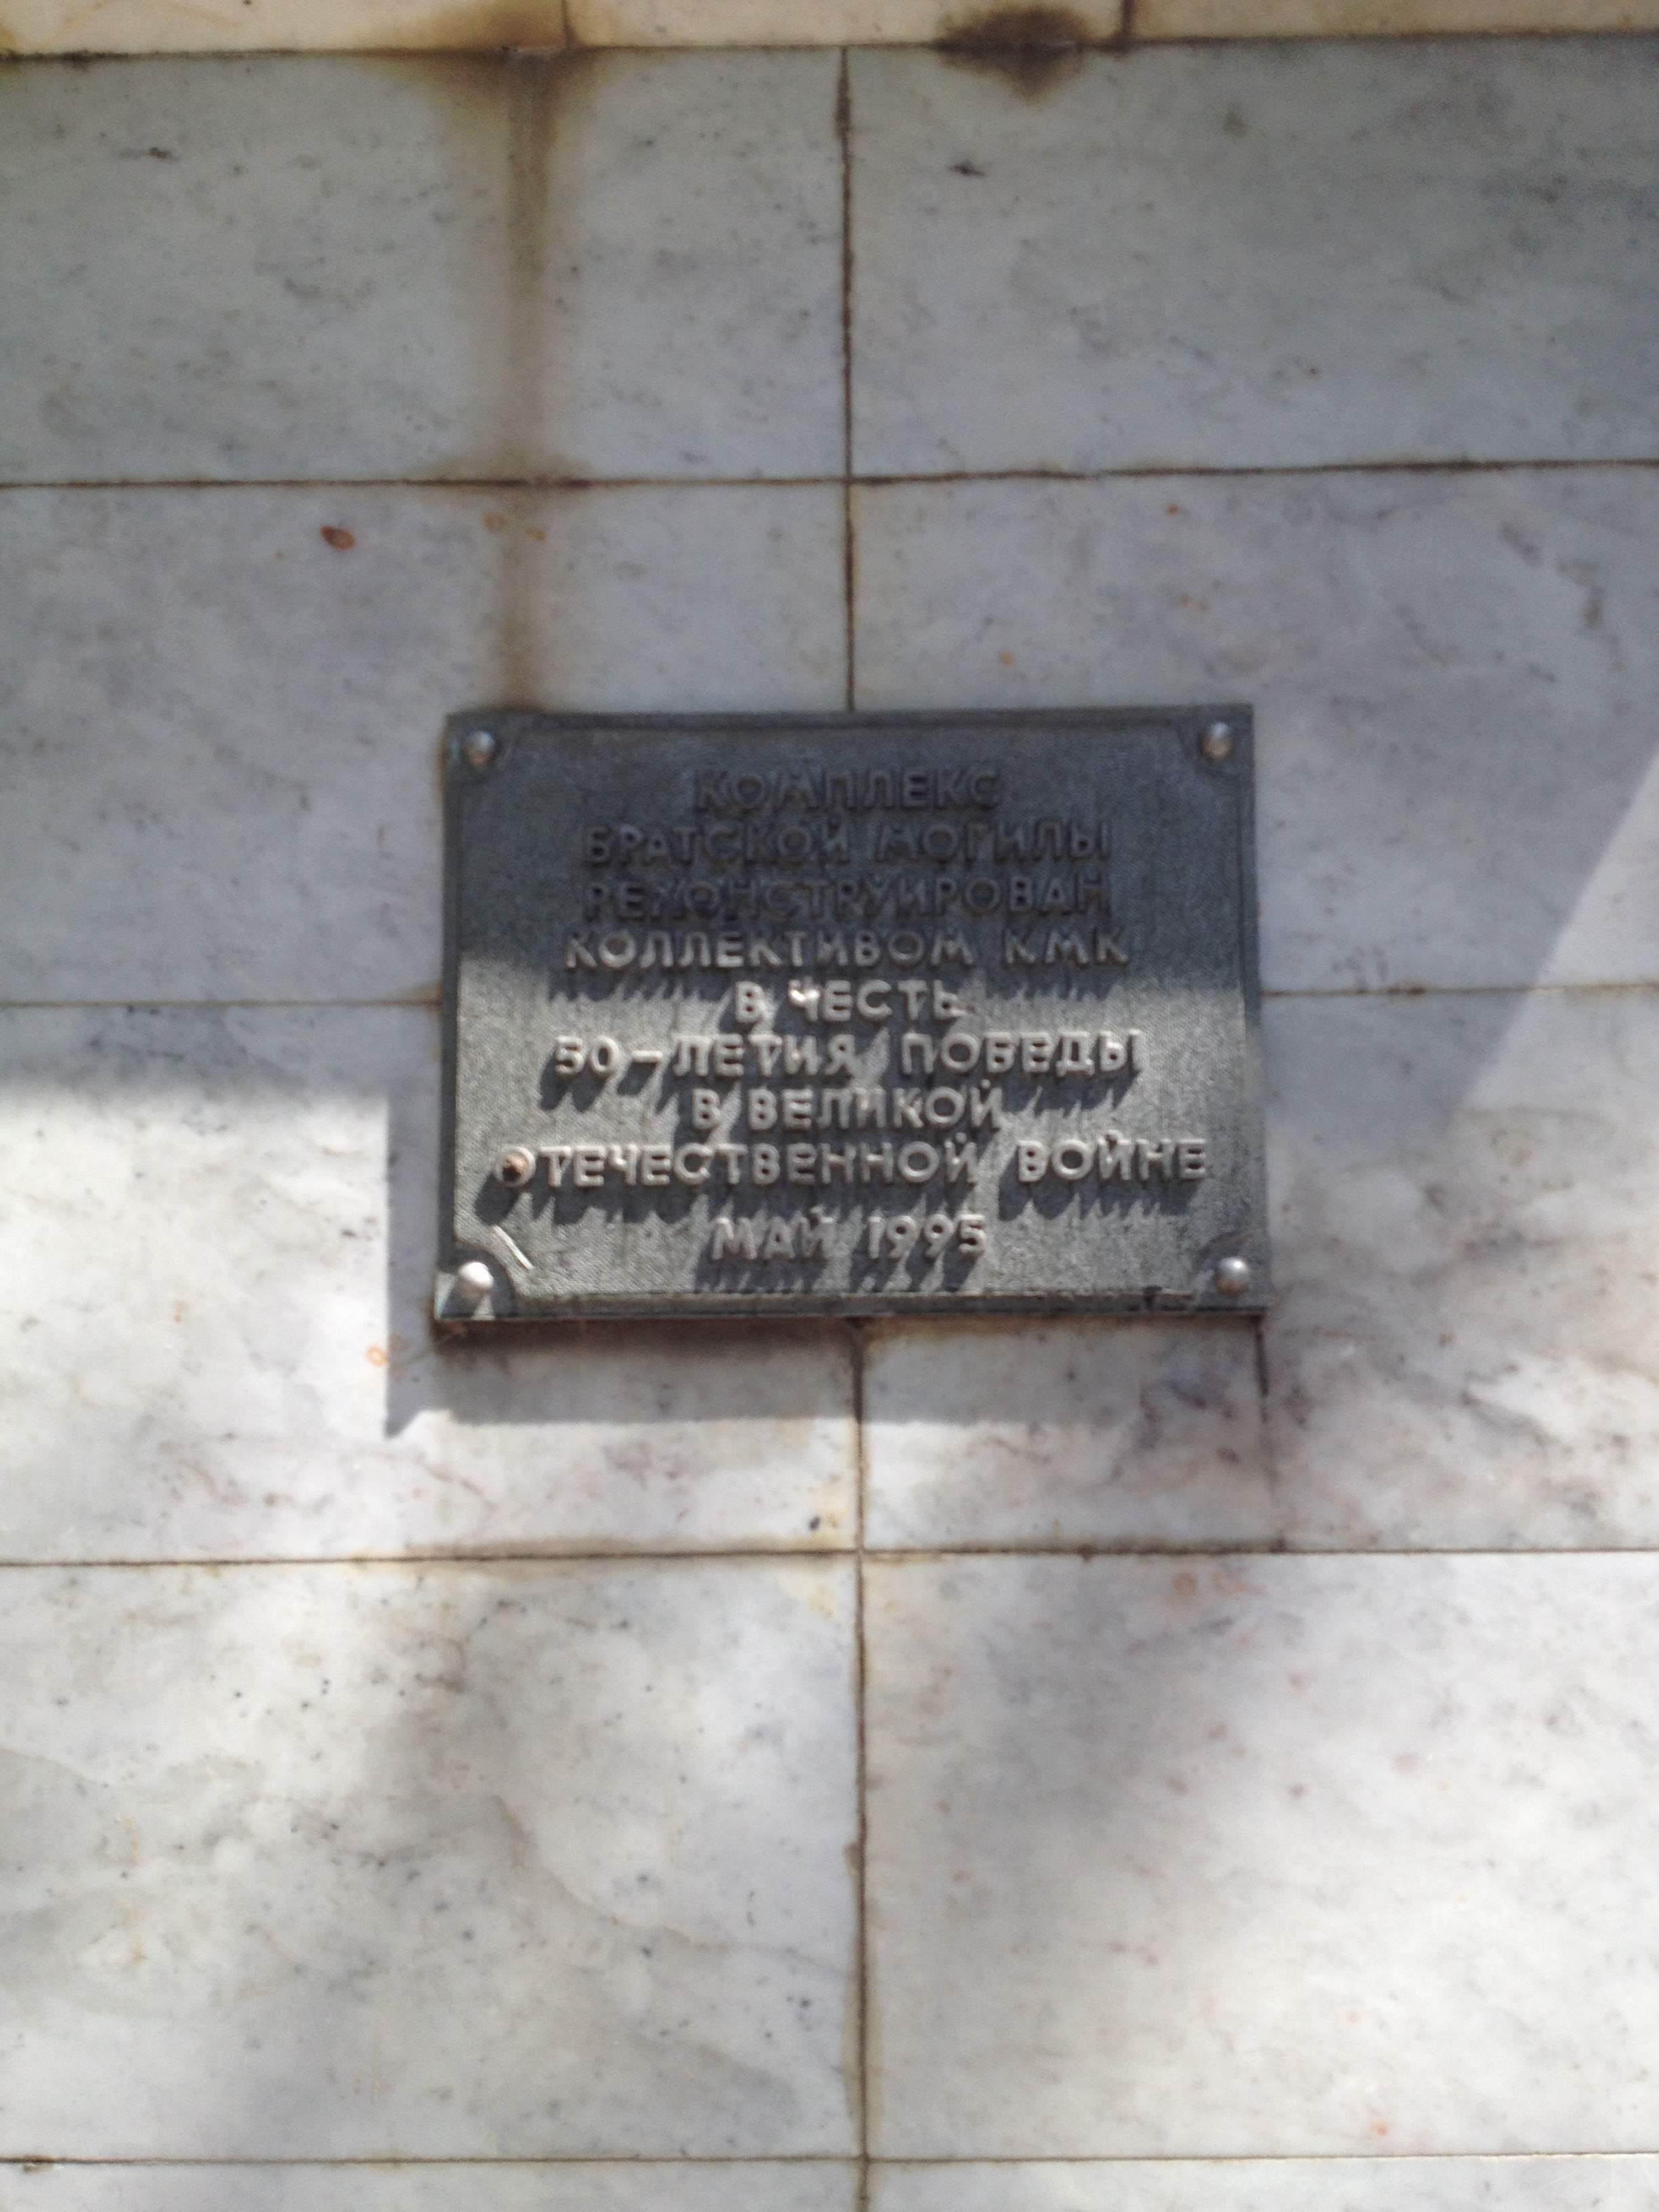 КОМПЛЕКС
БРАТСКОЙ МОГИЛЫ
РЕКОНСТРУИРОВАН
КОЛЛЕКТИВОМ КМК
В ЧЕСТЬ
50-ЛЕТИЯ ПОБЕДЫ
В ВЕЛИКОЙ
ОТЕЧЕСТВЕННОЙ ВОЙНЕ
МАЙ 1995